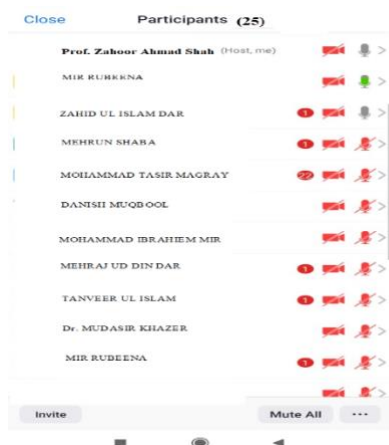 Close Participants (25)
Prof. Zahoor Ahmad Shah (Host, me)
MIR RUBEENA
ZAHID UL ISLAM DAR 1
MEHRUN SHABA 1
MOHAMMAD TASIR MAGRAY 22
DANISH MUQBOOL
MOHAMMAD IBRAHIEM MIR
MEHRAJ UD DIN DAR 1
TANVEER UL ISLAM 1
Dr. MUDASIR KHAZER
MIR RUBEENA 1
Invite Mute All ...